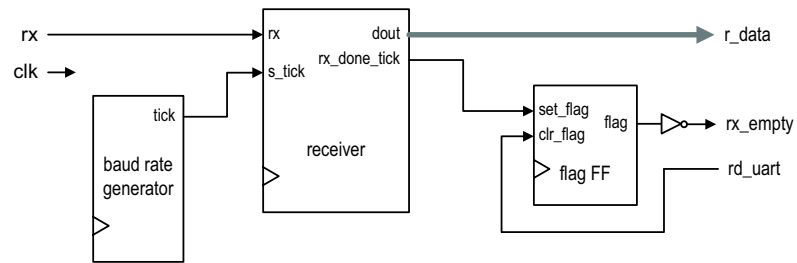 rx
clk
rx
s_tick
dout
rx_done_tick
receiver
tick
baud rate
generator
set_flag
clr_flag
flag
flag FF
r_data
rx_empty
rd_uart